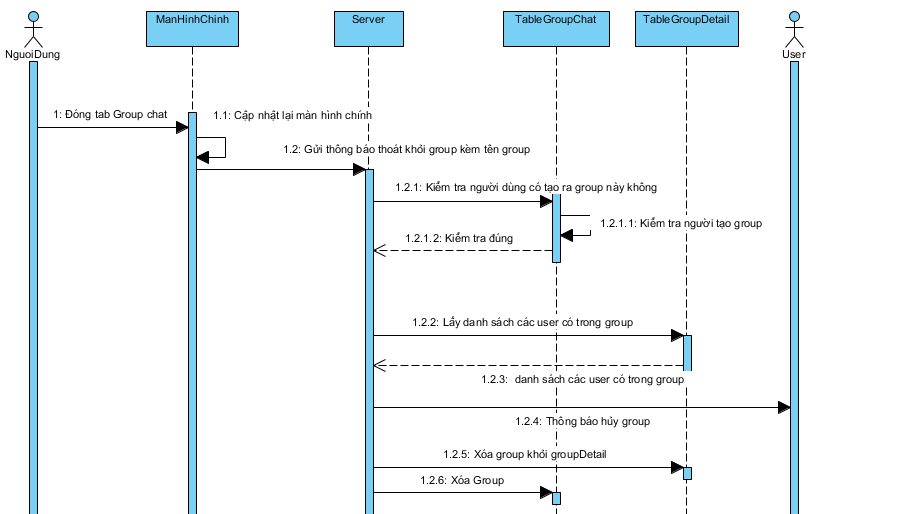 ManHinhChinh
Server
TableGroupChat
TableGroupDetail
NguoiDung
User
1: Đóng tab Group chat
1.1: Cập nhật lại màn hình chính
1.2: Gửi thông báo thoát khỏi group kèm tên group
1.2.1: Kiểm tra người dùng có tạo ra group này không
1.2.1.1: Kiểm tra người tạo group
1.2.1.2: Kiểm tra đúng
1.2.2: Lấy danh sách các user có trong group
1.2.3: danh sách các user có trong group
1.2.4: Thông báo hủy group
1.2.5: Xóa group khỏi groupDetail
1.2.6: Xóa Group